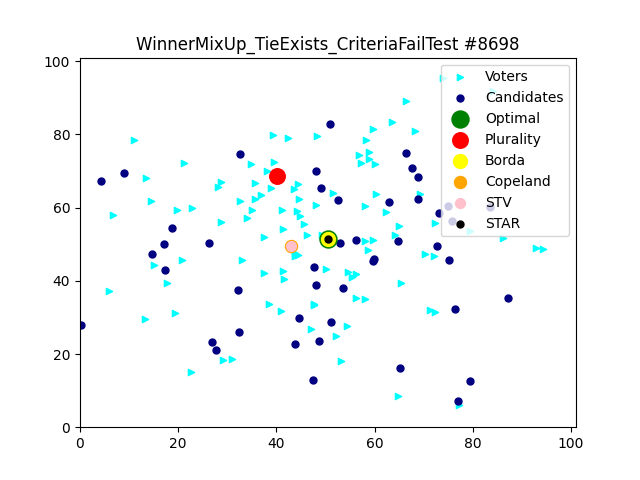 WinnerMixUp_TieExists_CriteriaFailTest #8698
100
80
60
40
20
0
0 20 40 60 80 100
Voters
Candidates
Optimal
Plurality
Borda
Copeland
STV
STAR